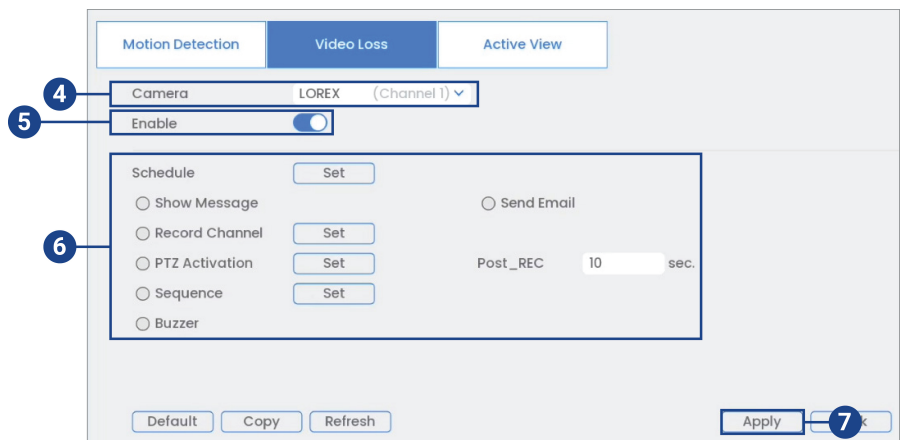 Motion Detection Video Loss Active View
4 Camera LOREX (Channel 1)
5 Enable
Schedule Set
Show Message Send Email
6 Record Channel Set
PTZ Activation Set Post_REC 10 sec.
Sequence Set
Buzzer
Default Copy Refresh Apply 7